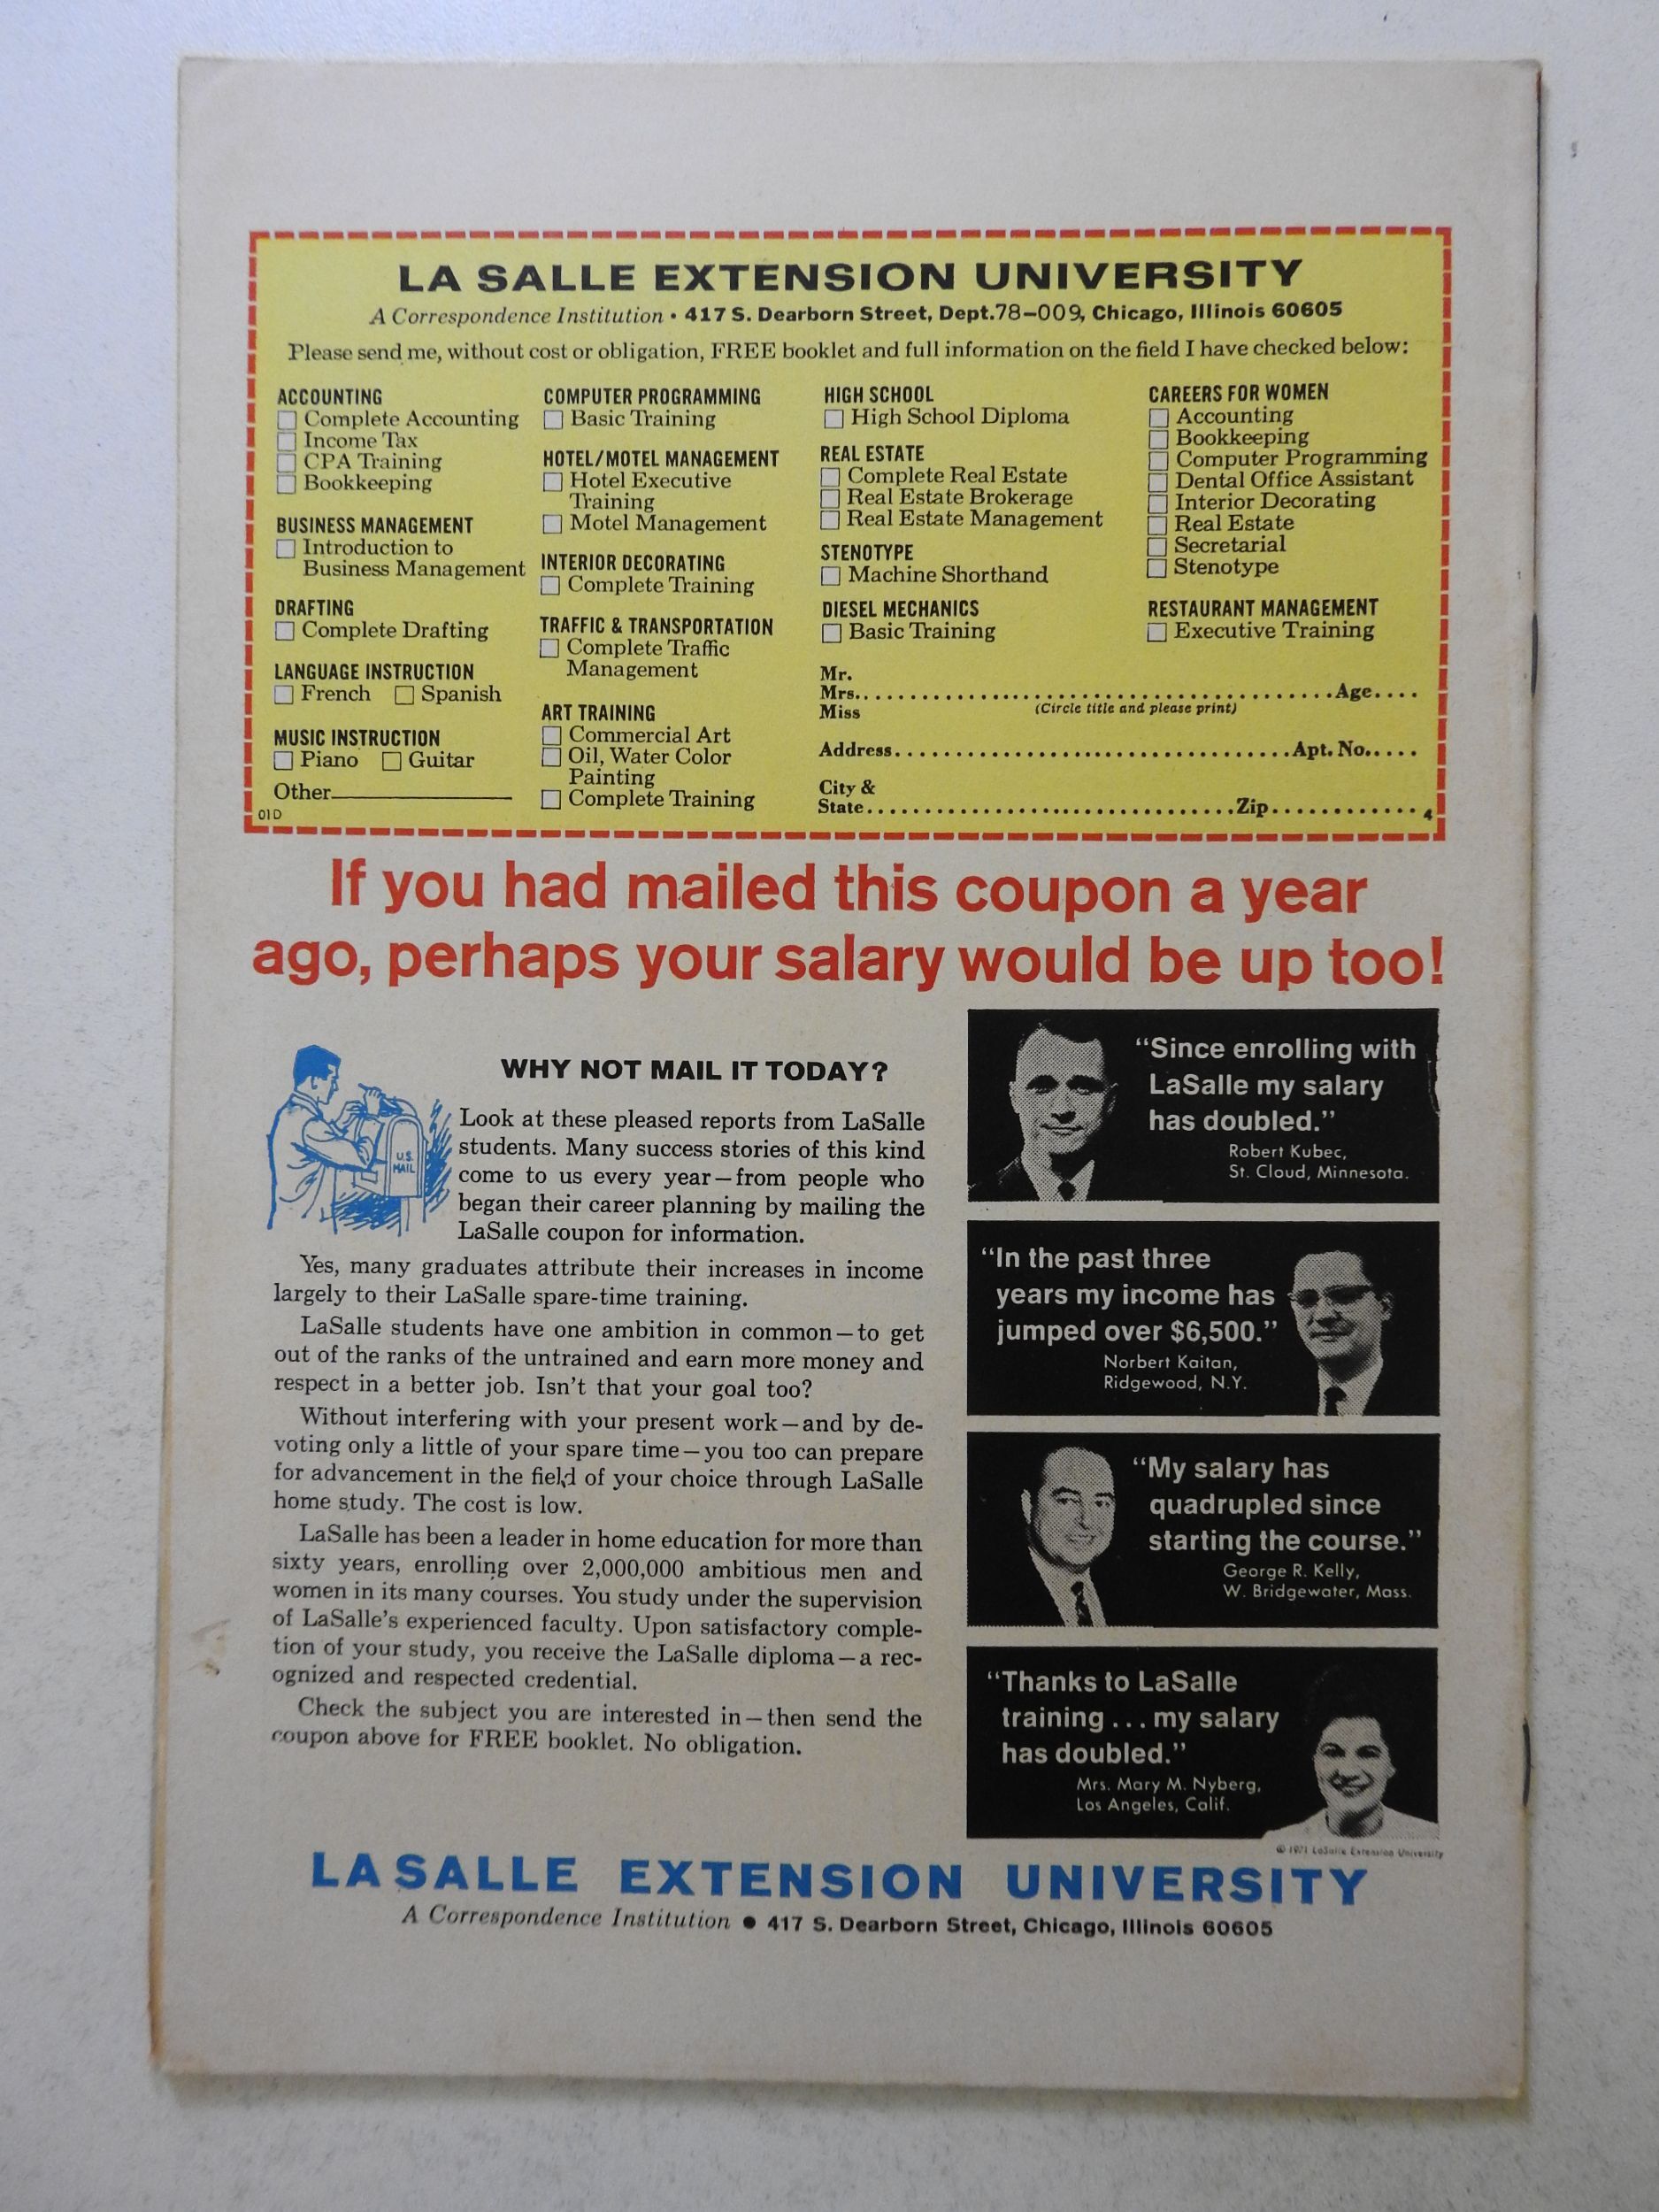 LA SALLE EXTENSION UNIVERSITY
A Correspondence Institution • 417 S. Dearborn Street, Dept.78-009, Chicago, Illinois 60605
Please send me, without cost or obligation, FREE booklet and full information on the field I have checked below:
ACCOUNTING
Complete Accounting
Income Tax
CPA Training
Bookkeeping
BUSINESS MANAGEMENT
Introduction to
Business Management
DRAFTING
Complete Drafting
LANGUAGE INSTRUCTION
French Spanish
MUSIC INSTRUCTION
Piano Guitar
Other
01D
COMPUTER PROGRAMMING
Basic Training
HOTEL/MOTEL MANAGEMENT
Hotel Executive
Training
Motel Management
INTERIOR DECORATING
Complete Training
TRAFFIC & TRANSPORTATION
Complete Traffic
Management
ART TRAINING
Commercial Art
Oil, Water Color
Painting
Complete Training
HIGH SCHOOL
High School Diploma
REAL ESTATE
Complete Real Estate
Real Estate Brokerage
Real Estate Management
STENOTYPE
Machine Shorthand
DIESEL MECHANICS
Basic Training
CAREERS FOR WOMEN
Accounting
Bookkeeping
Computer Programming
Dental Office Assistant
Interior Decorating
Real Estate
Secretarial
Stenotype
RESTAURANT MANAGEMENT
Executive Training
Mr.
Mrs. Age
Miss (Circle title and please print)
Address Apt. No.
City &
State Zip 4
If you had mailed this coupon a year
ago, perhaps your salary would be up too!
WHY NOT MAIL IT TODAY?
U.S.
MAIL
Look at these pleased reports from LaSalle
students. Many success stories of this kind
come to us every year—from people who
began their career planning by mailing the
LaSalle coupon for information.
Yes, many graduates attribute their increases in income
largely to their LaSalle spare-time training.
LaSalle students have one ambition in common—to get
out of the ranks of the untrained and earn more money and
respect in a better job. Isn't that your goal too?
Without interfering with your present work—and by de-
voting only a little of your spare time—you too can prepare
for advancement in the field of your choice through LaSalle
home study. The cost is low.
LaSalle has been a leader in home education for more than
sixty years, enrolling over 2,000,000 ambitious men and
women in its many courses. You study under the supervision
of LaSalle's experienced faculty. Upon satisfactory comple-
tion of your study, you receive the LaSalle diploma—a rec-
ognized and respected credential.
Check the subject you are interested in—then send the
coupon above for FREE booklet. No obligation.
"Since enrolling with
LaSalle my salary
has doubled."
Robert Kubec,
St. Cloud, Minnesota.
"In the past three
years my income has
jumped over $6,500."
Norbert Kaitan,
Ridgewood, N.Y.
"My salary has
quadrupled since
starting the course."
George R. Kelly,
W. Bridgewater, Mass.
"Thanks to LaSalle
training ... my salary
has doubled."
Mrs. Mary M. Nyberg,
Los Angeles, Calif.
© 1971 LaSalle Extension University
LASALLE EXTENSION UNIVERSITY
A Correspondence Institution • 417 S. Dearborn Street, Chicago, Illinois 60605